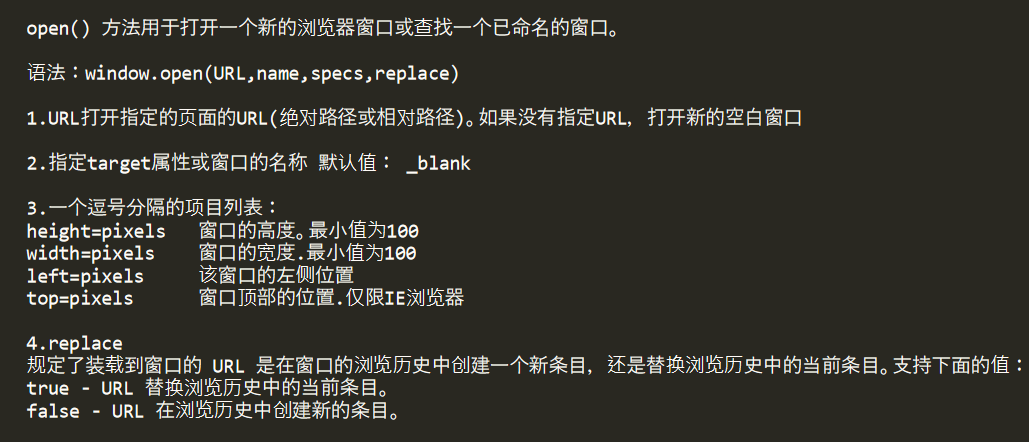 open() 方法用于打开一个新的浏览器窗口或查找一个已命名的窗口。
语法：window.open(URL,name,specs,replace)
1.URL打开指定的页面的URL(绝对路径或相对路径)。如果没有指定URL，打开新的空白窗口
2.指定target属性或窗口的名称 默认值： _blank
3.一个逗号分隔的项目列表：
height=pixels   窗口的高度。最小值为100
width=pixels    窗口的宽度.最小值为100
left=pixels     该窗口的左侧位置
top=pixels      窗口顶部的位置.仅限IE浏览器
4.replace
规定了装载到窗口的 URL 是在窗口的浏览历史中创建一个新条目，还是替换浏览历史中的当前条目。支持下面的值：
true - URL 替换浏览历史中的当前条目。
false - URL 在浏览历史中创建新的条目。